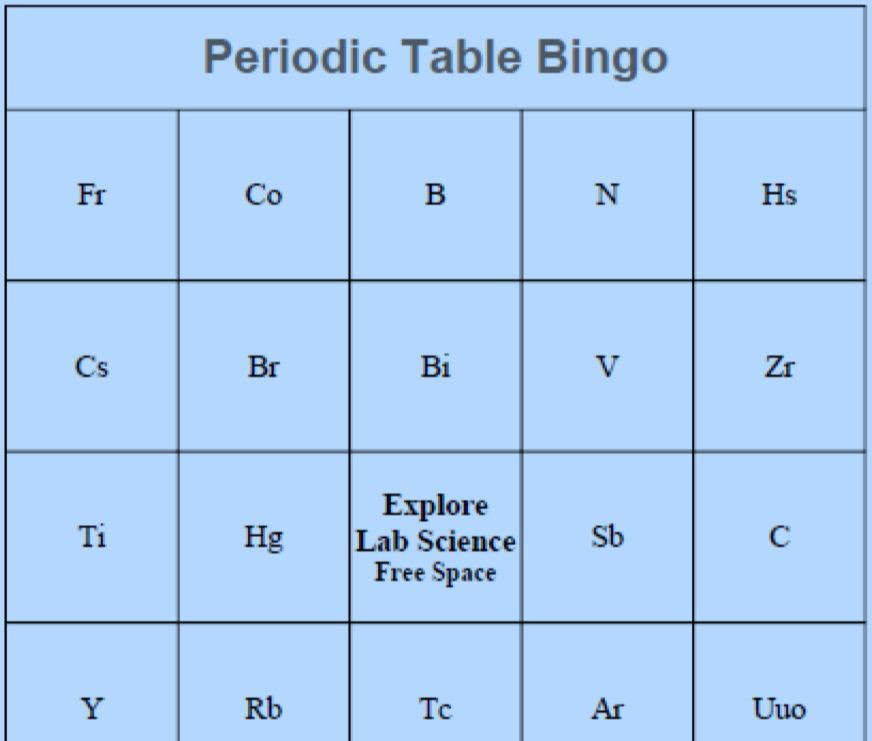 Periodic Table Bingo
Fr Co B N Hs
Cs Br Bi V Zr
Ti Hg Explore Lab Science Free Space Sb C
Y Rb Tc Ar Uuo